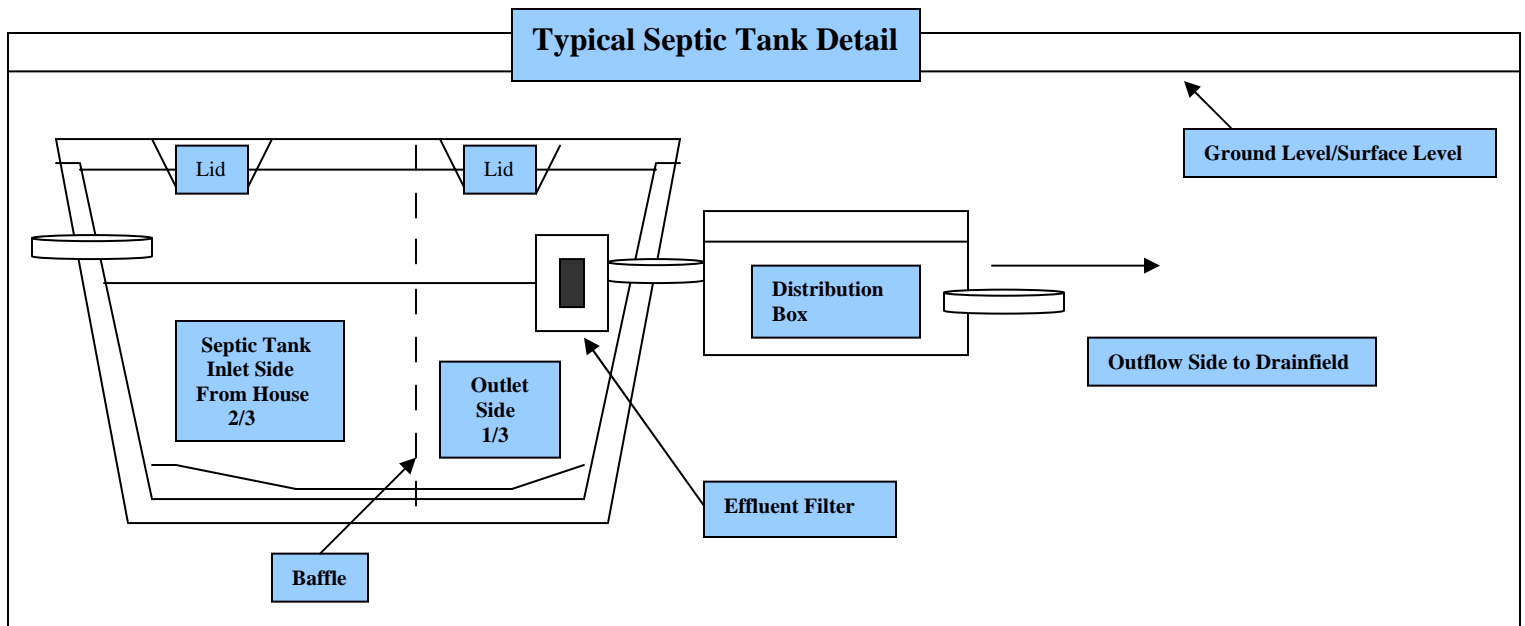 Typical Septic Tank Detail
Ground Level/Surface Level
Lid
Lid
Distribution
Box
Outflow Side to Drainfield
Septic Tank
Inlet Side
From House
2/3
Outlet
Side
1/3
Effluent Filter
Baffle